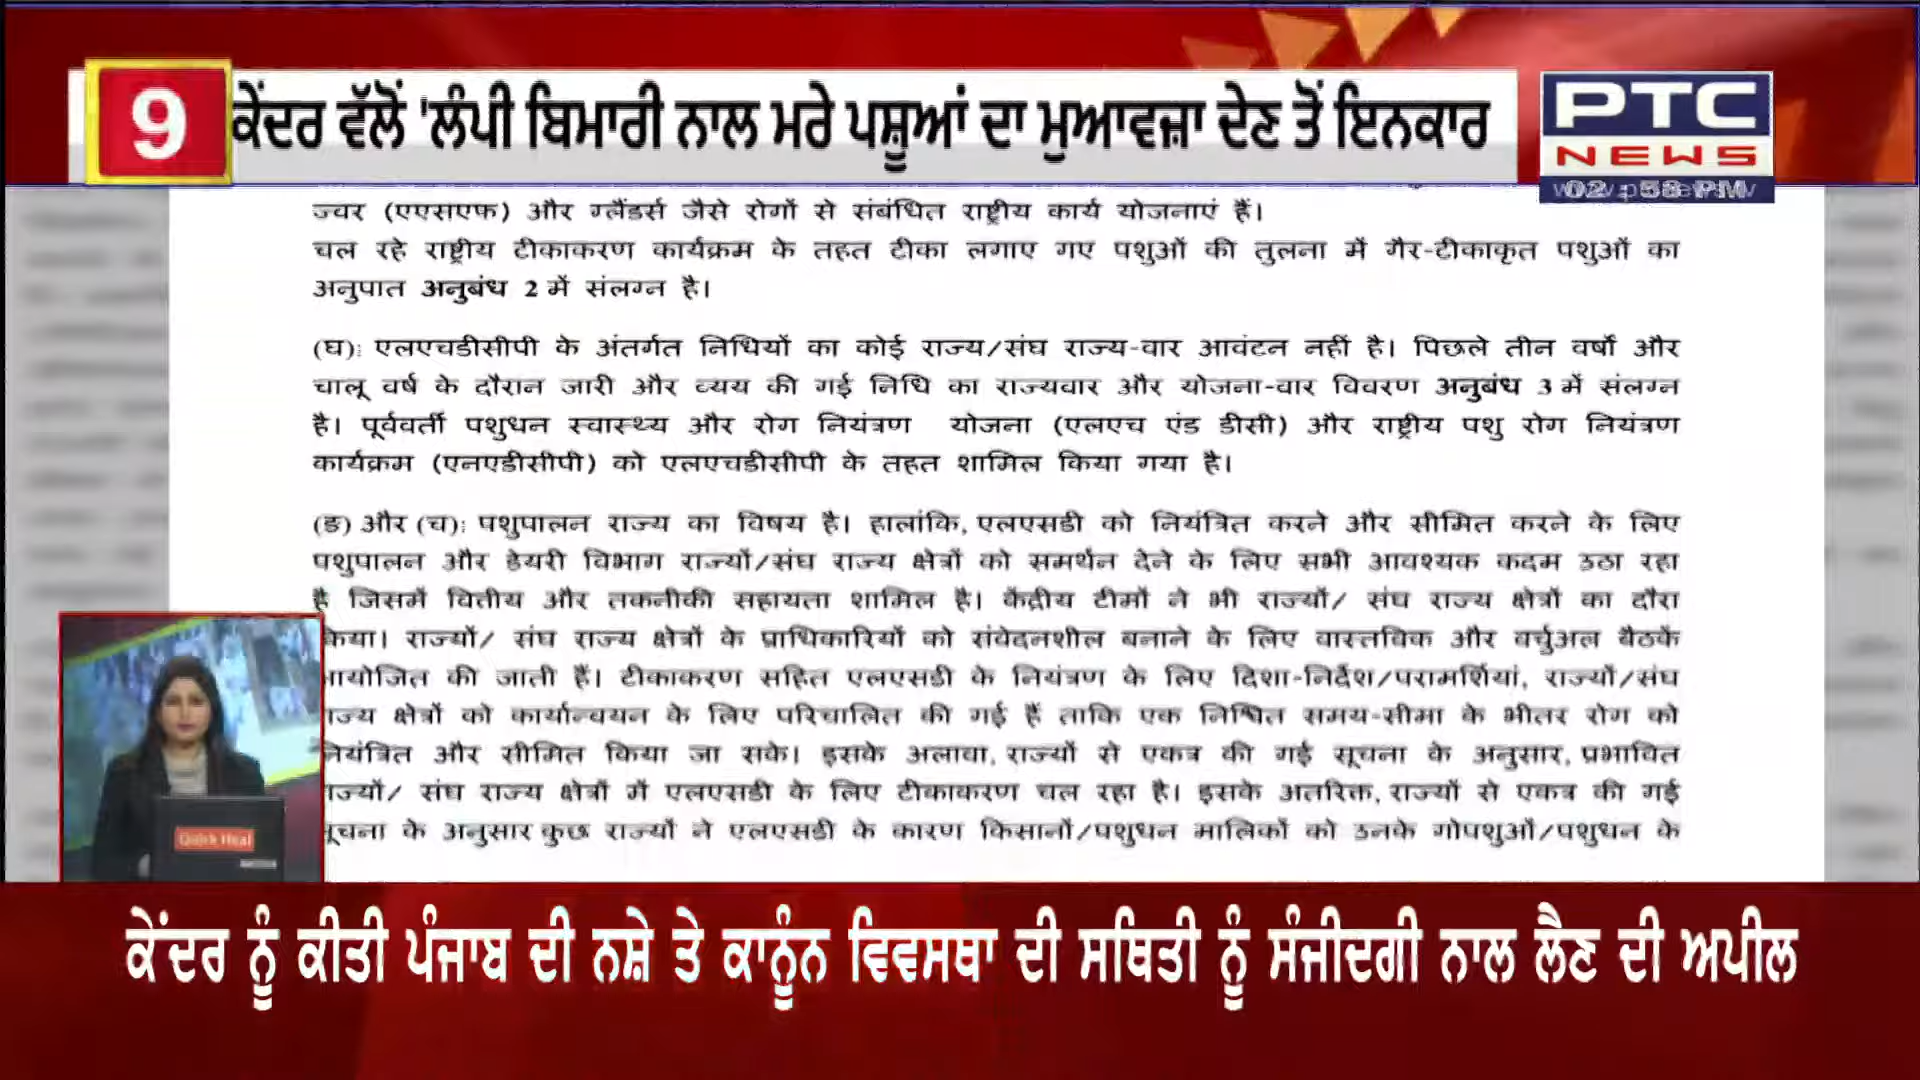 9
ਕੇਂਦਰ ਵੱਲੋਂ 'ਲੰਪੀ ਬਿਮਾਰੀ ਨਾਲ ਮਰੇ ਪਸ਼ੂਆਂ ਦਾ ਮੁਆਵਜ਼ਾ ਦੇਣ ਤੋਂ ਇਨਕਾਰ
PTC
NEWS
02 : 58 PM
ज्वर (एएसएफ) और ग्लैंडर्स जैसे रोगों से संबंधित राष्ट्रीय कार्य योजनाएं हैं।
चल रहे राष्ट्रीय टीकाकरण कार्यक्रम के तहत टीका लगाए गए पशुओं की तुलना में गैर-टीकाकृत पशुओं का
अनुपात अनुबंध 2 में संलग्न है।
(घ): एलएचडीसीपी के अंतर्गत निधियों का कोई राज्य/संघ राज्य-वार आवंटन नहीं है। पिछले तीन वर्षों और
चालू वर्ष के दौरान जारी और व्यय की गई निधि का राज्यवार और योजना-वार विवरण अनुबंध 3 में संलग्न
है। पूर्ववर्ती पशुधन स्वास्थ्य और रोग नियंत्रण योजना (एलएच एंड डीसी) और राष्ट्रीय पशु रोग नियंत्रण
कार्यक्रम (एनएडीसीपी) को एलएचडीसीपी के तहत शामिल किया गया है।
(ङ) और (च): पशुपालन राज्य का विषय है। हालांकि, एलएसडी को नियंत्रित करने और सीमित करने के लिए
पशुपालन और डेयरी विभाग राज्यों/संघ राज्य क्षेत्रों को समर्थन देने के लिए सभी आवश्यक कदम उठा रहा
है जिसमें वित्तीय और तकनीकी सहायता शामिल है। केंद्रीय टीमों ने भी राज्यों/ संघ राज्य क्षेत्रों का दौरा
किया। राज्यों/ संघ राज्य क्षेत्रों के प्राधिकारियों को संवेदनशील बनाने के लिए वास्तविक और वर्चुअल बैठकें
आयोजित की जाती हैं। टीकाकरण सहित एलएसडी के नियंत्रण के लिए दिशा-निर्देश/परामर्शियां, राज्यों/संघ
राज्य क्षेत्रों को कार्यान्वयन के लिए परिचालित की गई हैं ताकि एक निश्चित समय-सीमा के भीतर रोग को
नियंत्रित और सीमित किया जा सके। इसके अलावा, राज्यों से एकत्र की गई सूचना के अनुसार, प्रभावित
राज्यों/ संघ राज्य क्षेत्रों में एलएसडी के लिए टीकाकरण चल रहा है। इसके अतरिक्त, राज्यों से एकत्र की गई
सूचना के अनुसार कुछ राज्यों ने एलएसडी के कारण किसानों/पशुधन मालिकों को उनके गोपशुओं/पशुधन के
Quick Heal
ਕੇਂਦਰ ਨੂੰ ਕੀਤੀ ਪੰਜਾਬ ਦੀ ਨਸ਼ੇ ਤੇ ਕਾਨੂੰਨ ਵਿਵਸਥਾ ਦੀ ਸਥਿਤੀ ਨੂੰ ਸੰਜੀਦਗੀ ਨਾਲ ਲੈਣ ਦੀ ਅਪੀਲ